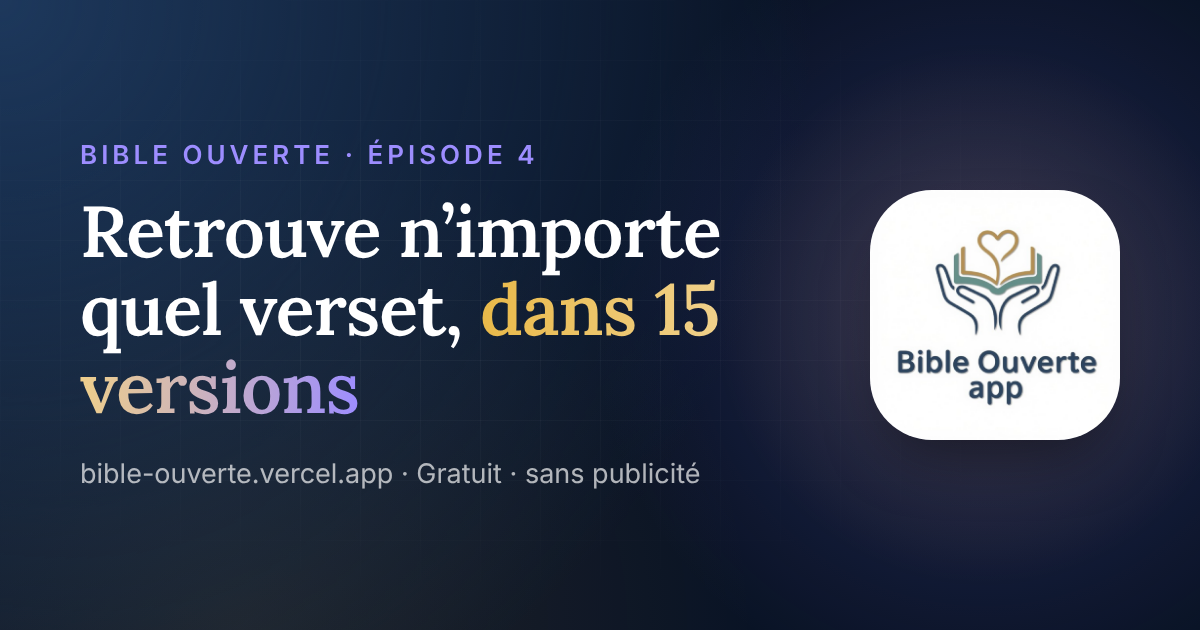 BIBLE OUVERTE · ÉPISODE 4
Retrouve n’importe
quel verset, dans 15
versions
bible-ouverte.vercel.app · Gratuit · sans publicité
Bible Ouverte
app